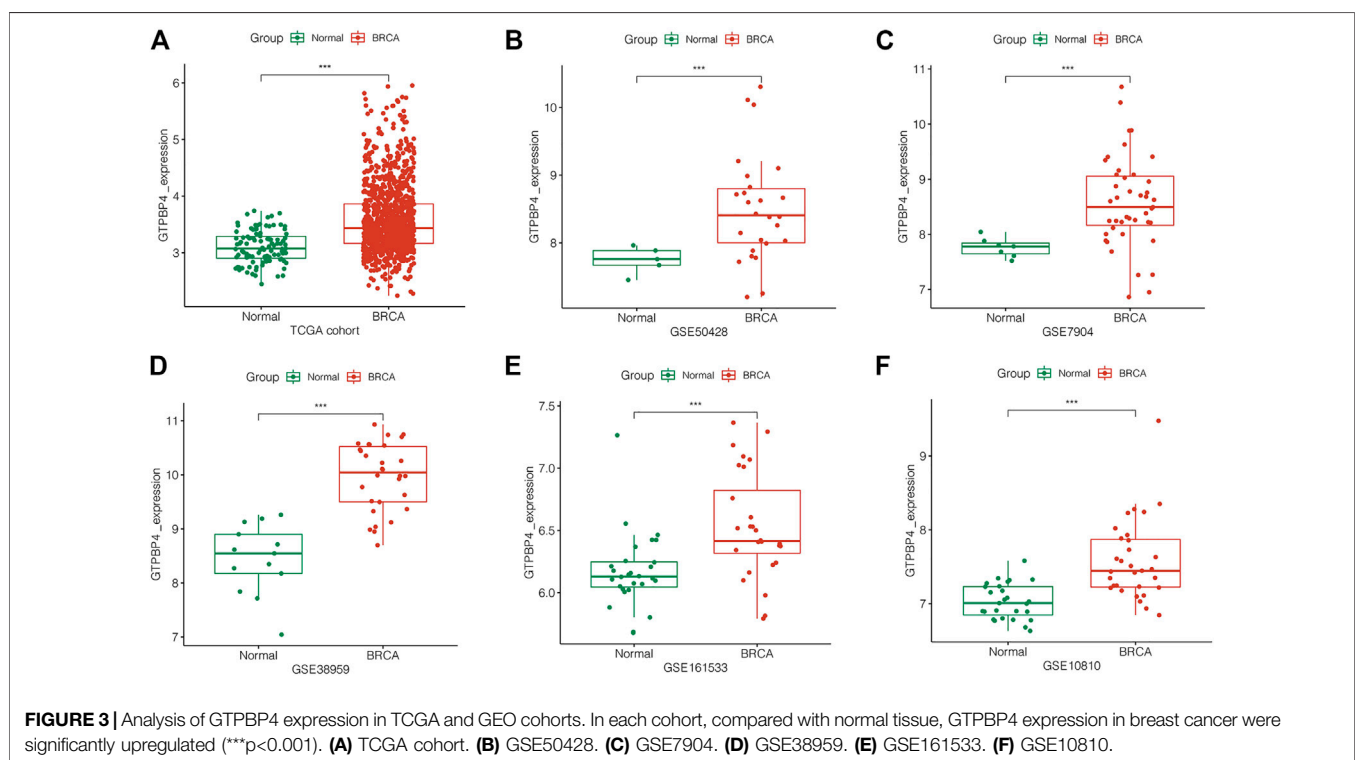 A
Group Normal BRCA
***
6
5
4
3
GTPBP4_expression
Normal BRCA
TCGA cohort
B
Group Normal BRCA
***
10
9
8
GTPBP4_expression
Normal BRCA
GSE50428
C
Group Normal BRCA
***
11
10
9
8
7
GTPBP4_expression
Normal BRCA
GSE7904
D
Group Normal BRCA
***
11
10
9
8
7
GTPBP4_expression
Normal BRCA
GSE38959
E
Group Normal BRCA
***
7.5
7.0
6.5
6.0
GTPBP4_expression
Normal BRCA
GSE161533
F
Group Normal BRCA
***
9
8
7
GTPBP4_expression
Normal BRCA
GSE10810
FIGURE 3 | Analysis of GTPBP4 expression in TCGA and GEO cohorts. In each cohort, compared with normal tissue, GTPBP4 expression in breast cancer were
significantly upregulated (***p<0.001). (A) TCGA cohort. (B) GSE50428. (C) GSE7904. (D) GSE38959. (E) GSE161533. (F) GSE10810.